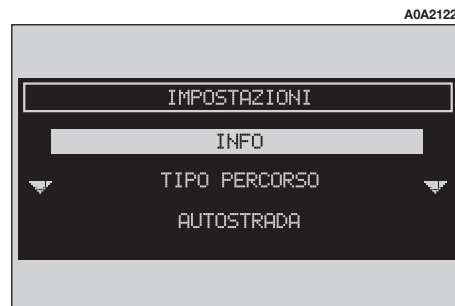 A0A2122
IMPOSTAZIONI
INFO
TIPO PERCORSO
AUTOSTRADA